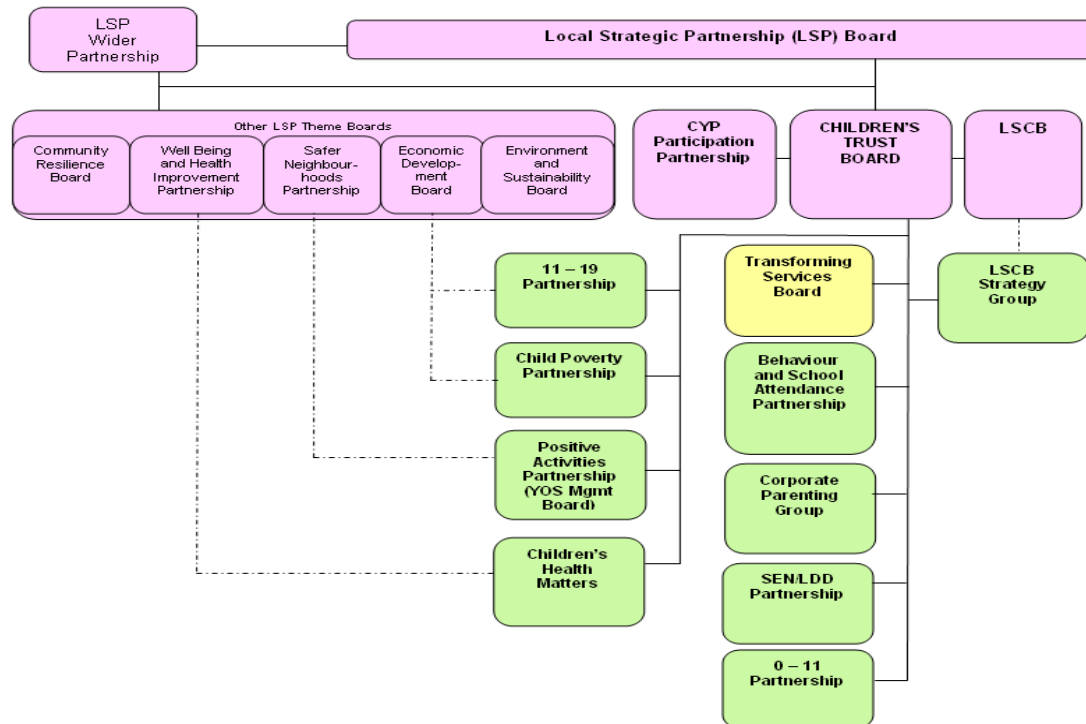 LSP
Wider
Partnership
Local Strategic Partnership (LSP) Board
Other LSP Theme Boards
Community
Resilience
Board
Well Being
and Health
Improvement
Partnership
Safer
Neighbour-
hoods
Partnership
Economic
Develop-
ment
Board
Environment
and
Sustainability
Board
CYP
Participation
Partnership
CHILDREN'S
TRUST
BOARD
LSCB
11 – 19
Partnership
Transforming
Services
Board
LSCB
Strategy
Group
Child Poverty
Partnership
Behaviour
and School
Attendance
Partnership
Positive
Activities
Partnership
(YOS Mgmt
Board)
Corporate
Parenting
Group
Children's
Health
Matters
SEN/LDD
Partnership
0 – 11
Partnership